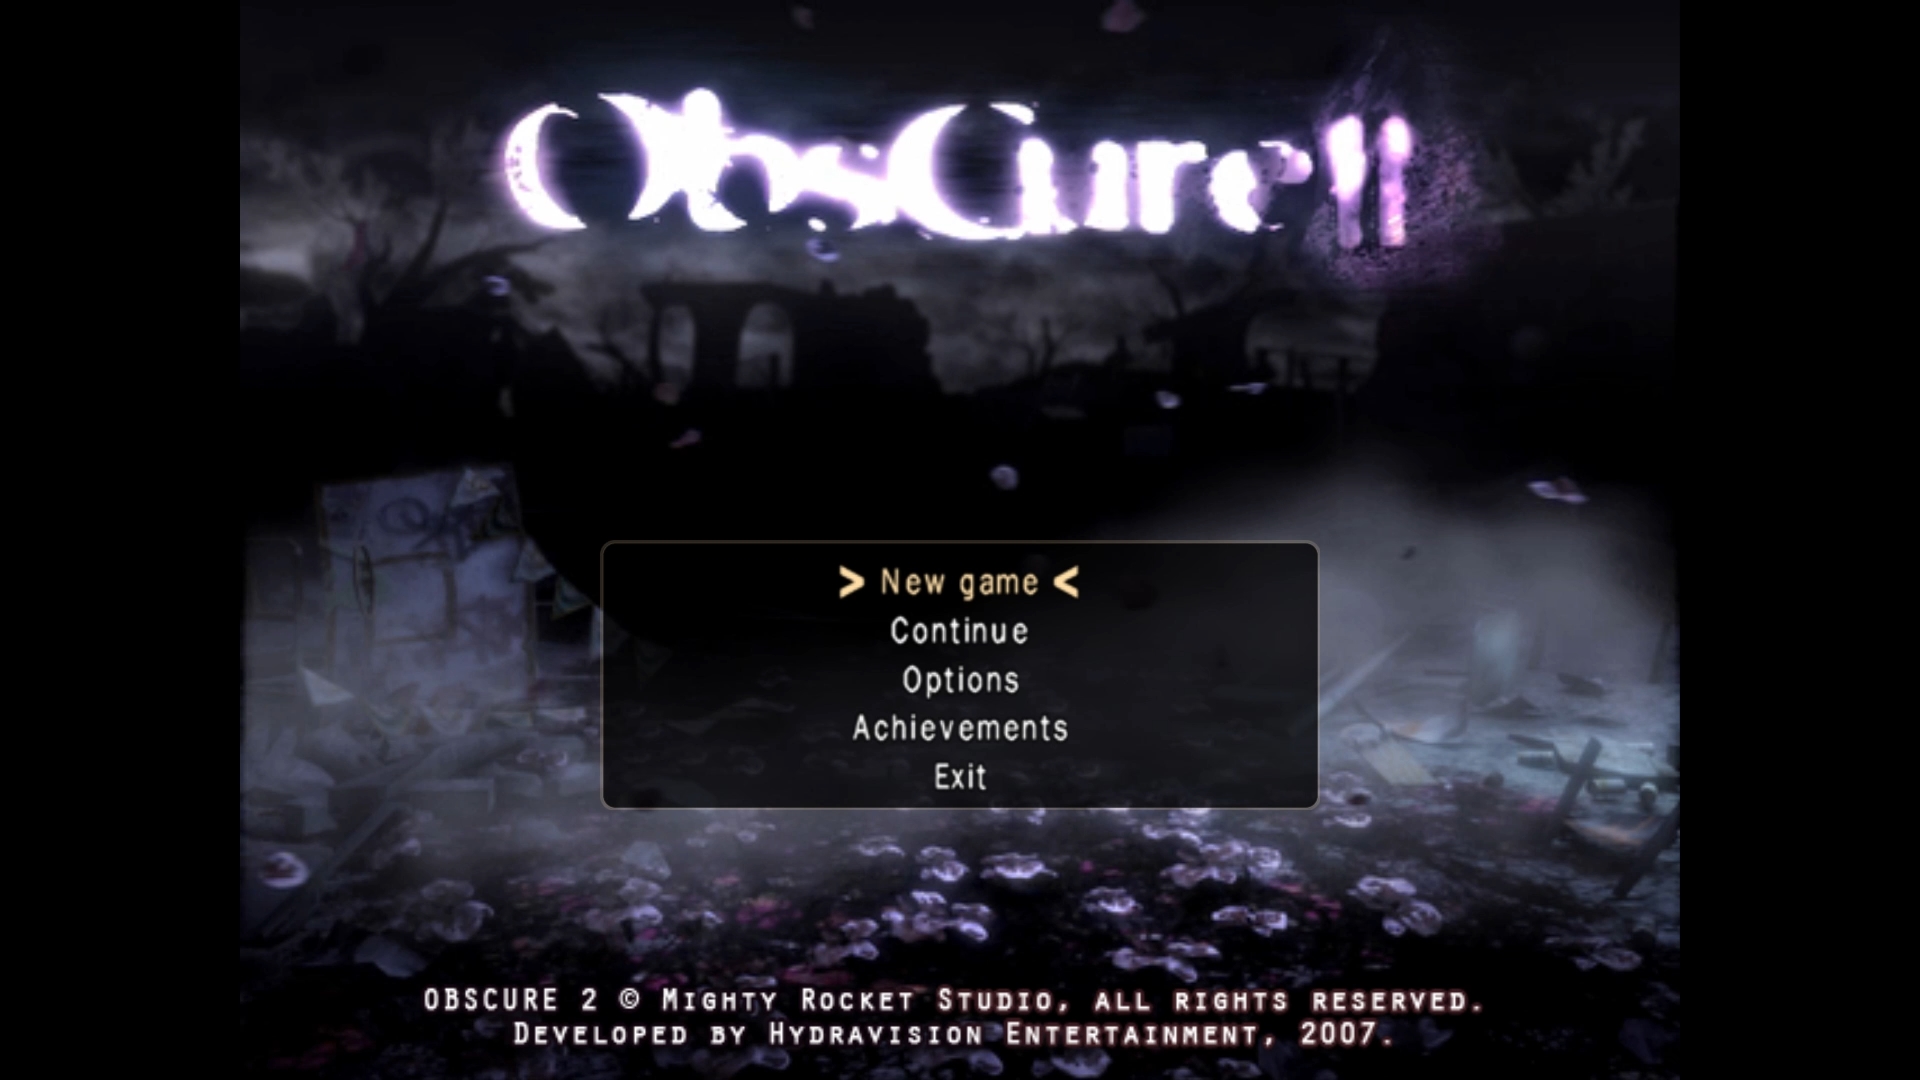 ObsCure II
> New game <
Continue
Options
Achievements
Exit
OBSCURE 2 © MIGHTY ROCKET STUDIO, ALL RIGHTS RESERVED.
DEVELOPED BY HYDRAVISION ENTERTAINMENT, 2007.